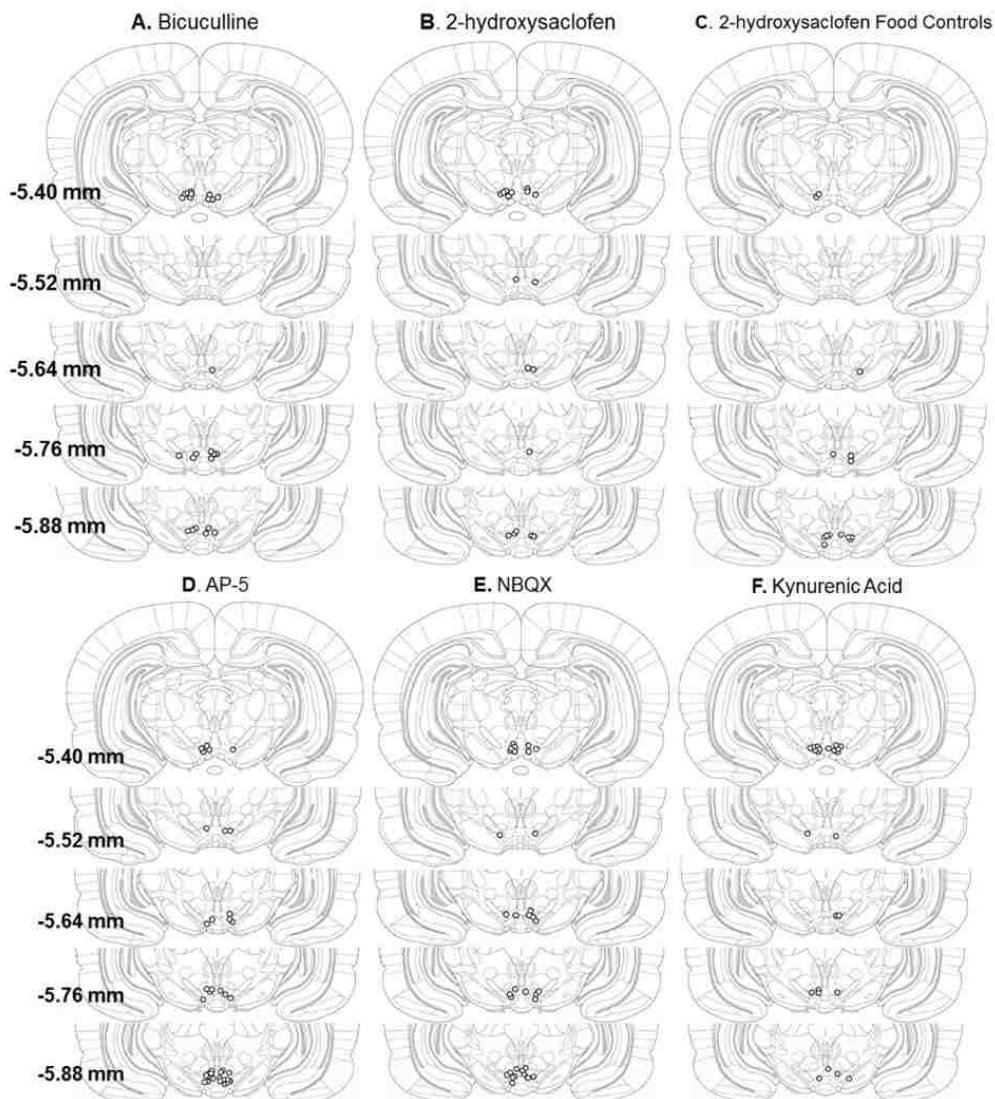 A. Bicuculline
B. 2-hydroxysaclofen
C. 2-hydroxysaclofen Food Controls
-5.40 mm
-5.52 mm
-5.64 mm
-5.76 mm
-5.88 mm
D. AP-5
E. NBQX
F. Kynurenic Acid
-5.40 mm
-5.52 mm
-5.64 mm
-5.76 mm
-5.88 mm